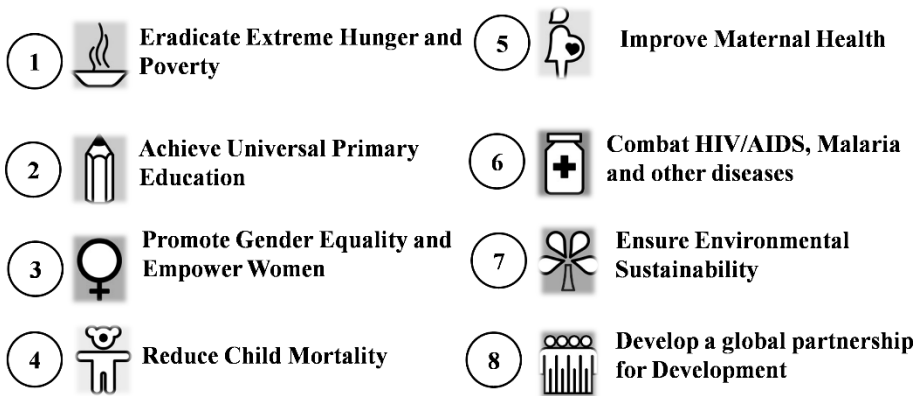 1
Eradicate Extreme Hunger and
Poverty
2
Achieve Universal Primary
Education
3
Promote Gender Equality and
Empower Women
4
Reduce Child Mortality
5
Improve Maternal Health
6
Combat HIV/AIDS, Malaria
and other diseases
7
Ensure Environmental
Sustainability
8
Develop a global partnership
for Development